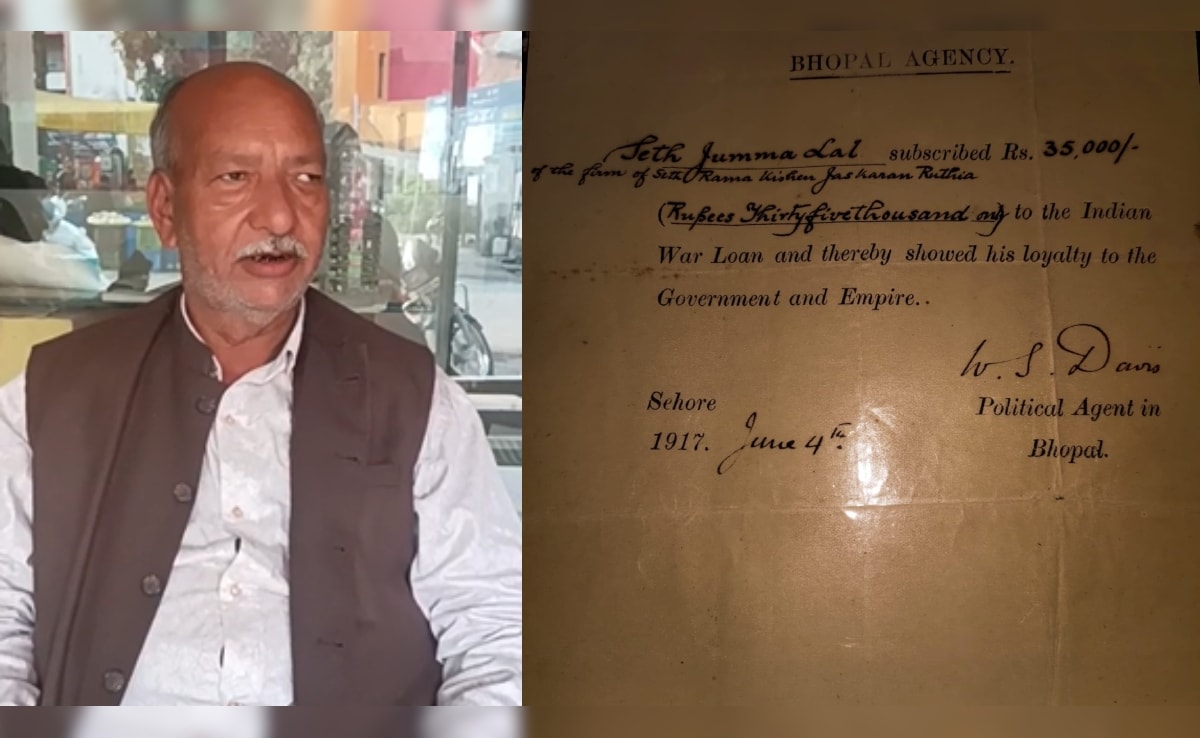 BHOPAL AGENCY.
Seth Jumma Lal subscribed Rs. 35,000/-
of the firm of Seth Rama Kishen Jaskaran Ruthia
(Rupees Thirtyfivethousand only) to the Indian
War Loan and thereby showed his loyalty to the
Government and Empire..
W. S. Davis
Sehore
Political Agent in
1917. June 4th.
Bhopal.